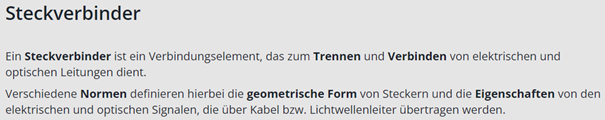 Steckverbinder
Ein Steckverbinder ist ein Verbindungselement, das zum Trennen und Verbinden von elektrischen und
optischen Leitungen dient.
Verschiedene Normen definieren hierbei die geometrische Form von Steckern und die Eigenschaften von den
elektrischen und optischen Signalen, die über Kabel bzw. Lichtwellenleiter übertragen werden.